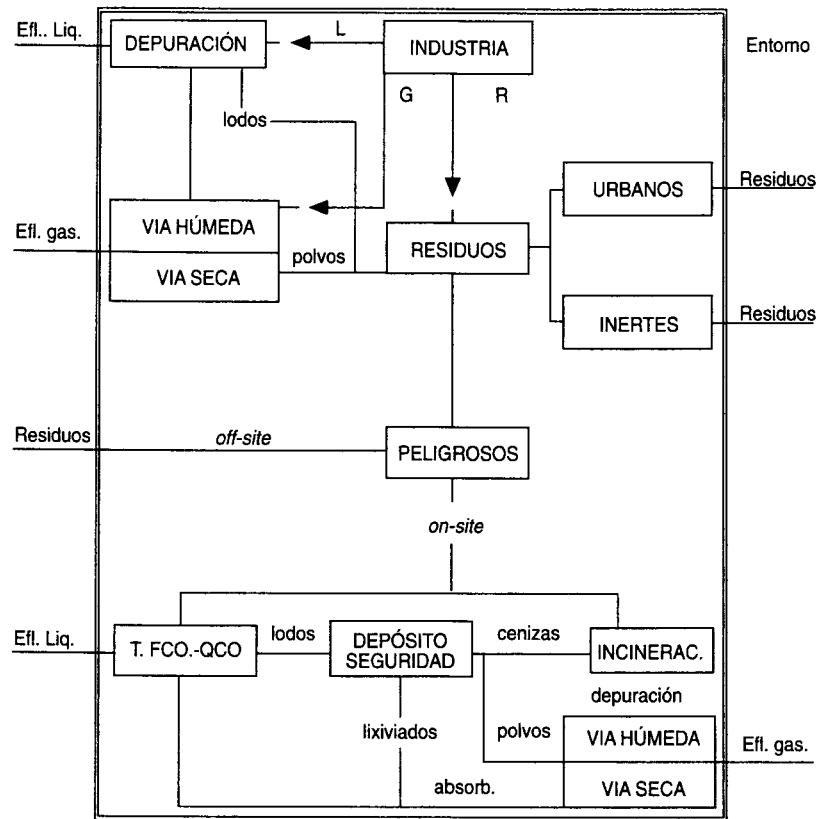 Efl.. Liq.
DEPURACIÓN
L
INDUSTRIA
Entorno
G
R
lodos
URBANOS
Residuos
VIA HÚMEDA
Efl. gas.
RESIDUOS
polvos
VIA SECA
INERTES
Residuos
Residuos
off-site
PELIGROSOS
on-site
Efl. Liq.
T. FCO.-QCO
lodos
DEPÓSITO
SEGURIDAD
cenizas
INCINERAC.
depuración
lixiviados
polvos
VIA HÚMEDA
Efl. gas.
absorb.
VIA SECA